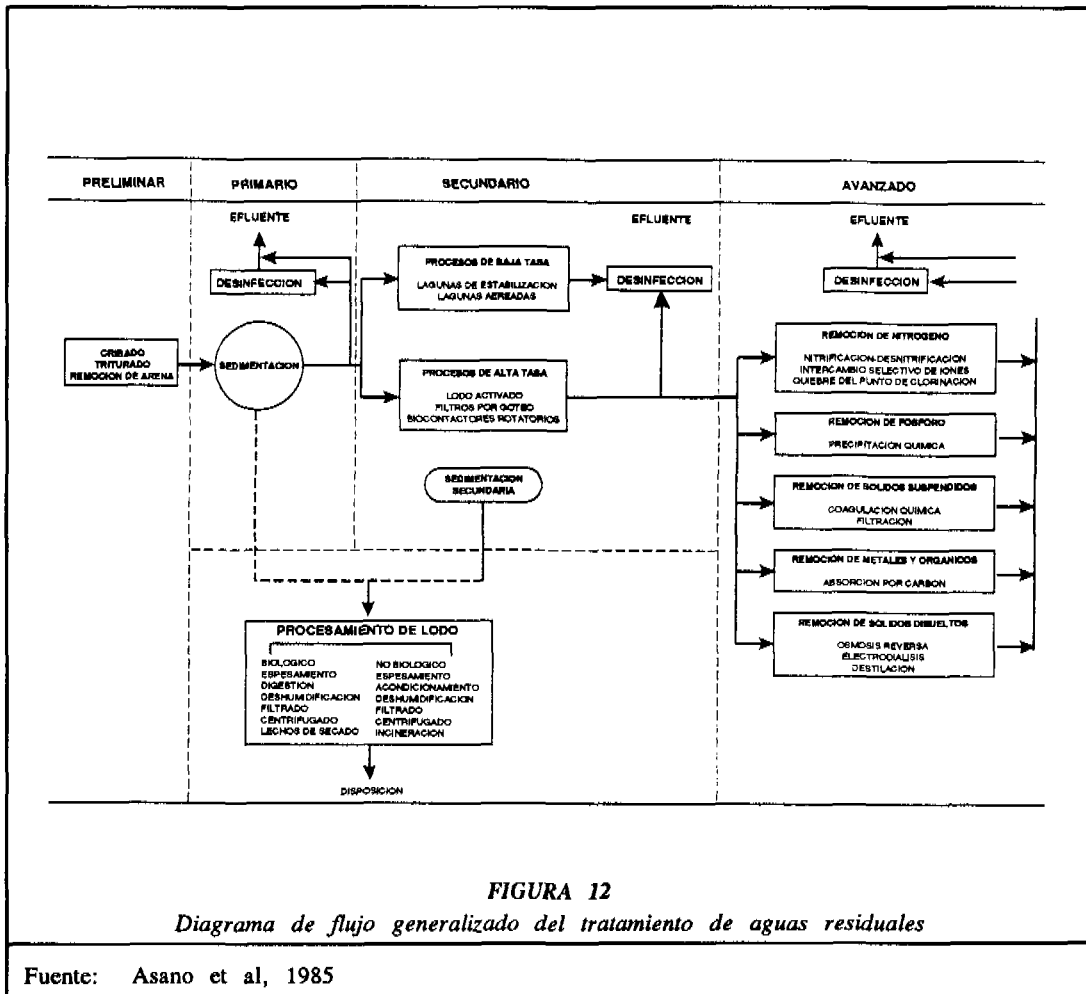 PRELIMINAR
PRIMARIO
SECUNDARIO
AVANZADO
EFLUENTE
DESINFECCION
CRIBADO
TRITURADO
REMOCION DE ARENA
SEDIMENTACION
PROCESOS DE BAJA TASA
LAGUNAS DE ESTABILIZACION
LAGUNAS AEREADAS
PROCESOS DE ALTA TASA
LODO ACTIVADO
FILTROS POR GOTEO
BIOCONTACTORES ROTATORIOS
SEDIMENTACION
SECUNDARIA
EFLUENTE
DESINFECCION
EFLUENTE
DESINFECCION
REMOCION DE NITROGENO
NITRIFICACION-DESNITRIFICACION
INTERCAMBIO SELECTIVO DE IONES
QUIEBRE DEL PUNTO DE CLORINACION
REMOCION DE FOSFORO
PRECIPITACION QUIMICA
REMOCION DE SOLIDOS SUSPENDIDOS
COAGULACION QUIMICA
FILTRACION
REMOCION DE METALES Y ORGANICOS
ABSORCION POR CARBON
REMOCION DE SOLIDOS DISUELTOS
OSMOSIS REVERSA
ELECTRODIALISIS
DESTILACION
PROCESAMIENTO DE LODO
BIOLOGICO
ESPESAMIENTO
DIGESTION
DESHUMIDIFICACION
FILTRADO
CENTRIFUGADO
LECHOS DE SECADO
NO BIOLOGICO
ESPESAMIENTO
ACONDICIONAMIENTO
DESHUMIDIFICACION
FILTRADO
CENTRIFUGADO
INCINERACION
DISPOSICION
FIGURA 12
Diagrama de flujo generalizado del tratamiento de aguas residuales
Fuente: Asano et al, 1985